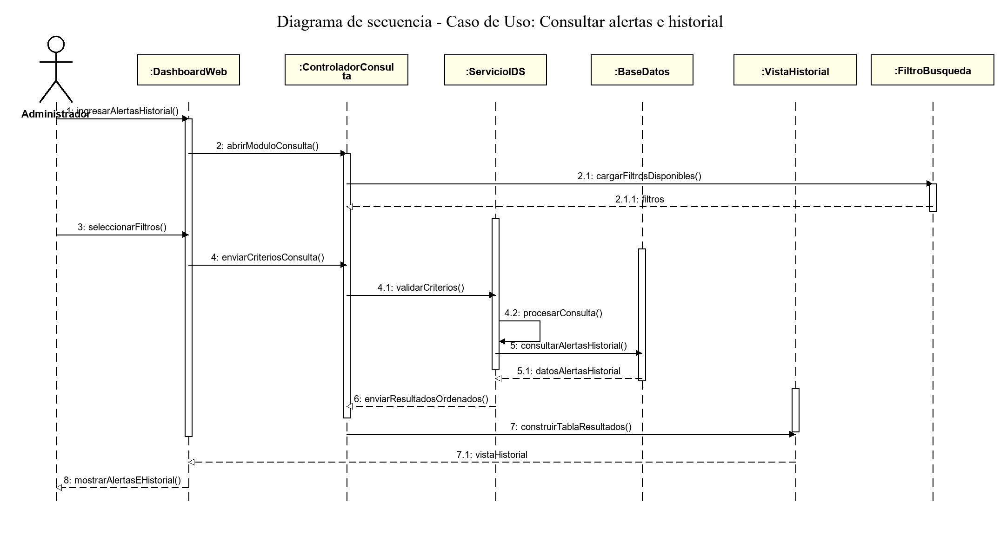 Diagrama de secuencia - Caso de Uso: Consultar alertas e historial
:DashboardWeb
:ControladorConsul
ta
:ServicioIDS
:BaseDatos
:VistaHistorial
:FiltroBusqueda
Administrador
1: ingresarAlertasHistorial()
2: abrirModuloConsulta()
2.1: cargarFiltrosDisponibles()
2.1.1: filtros
3: seleccionarFiltros()
4: enviarCriteriosConsulta()
4.1: validarCriterios()
4.2: procesarConsulta()
5: consultarAlertasHistorial()
5.1: datosAlertasHistorial
6: enviarResultadosOrdenados()
7: construirTablaResultados()
7.1: vistaHistorial
8: mostrarAlertasEHistorial()